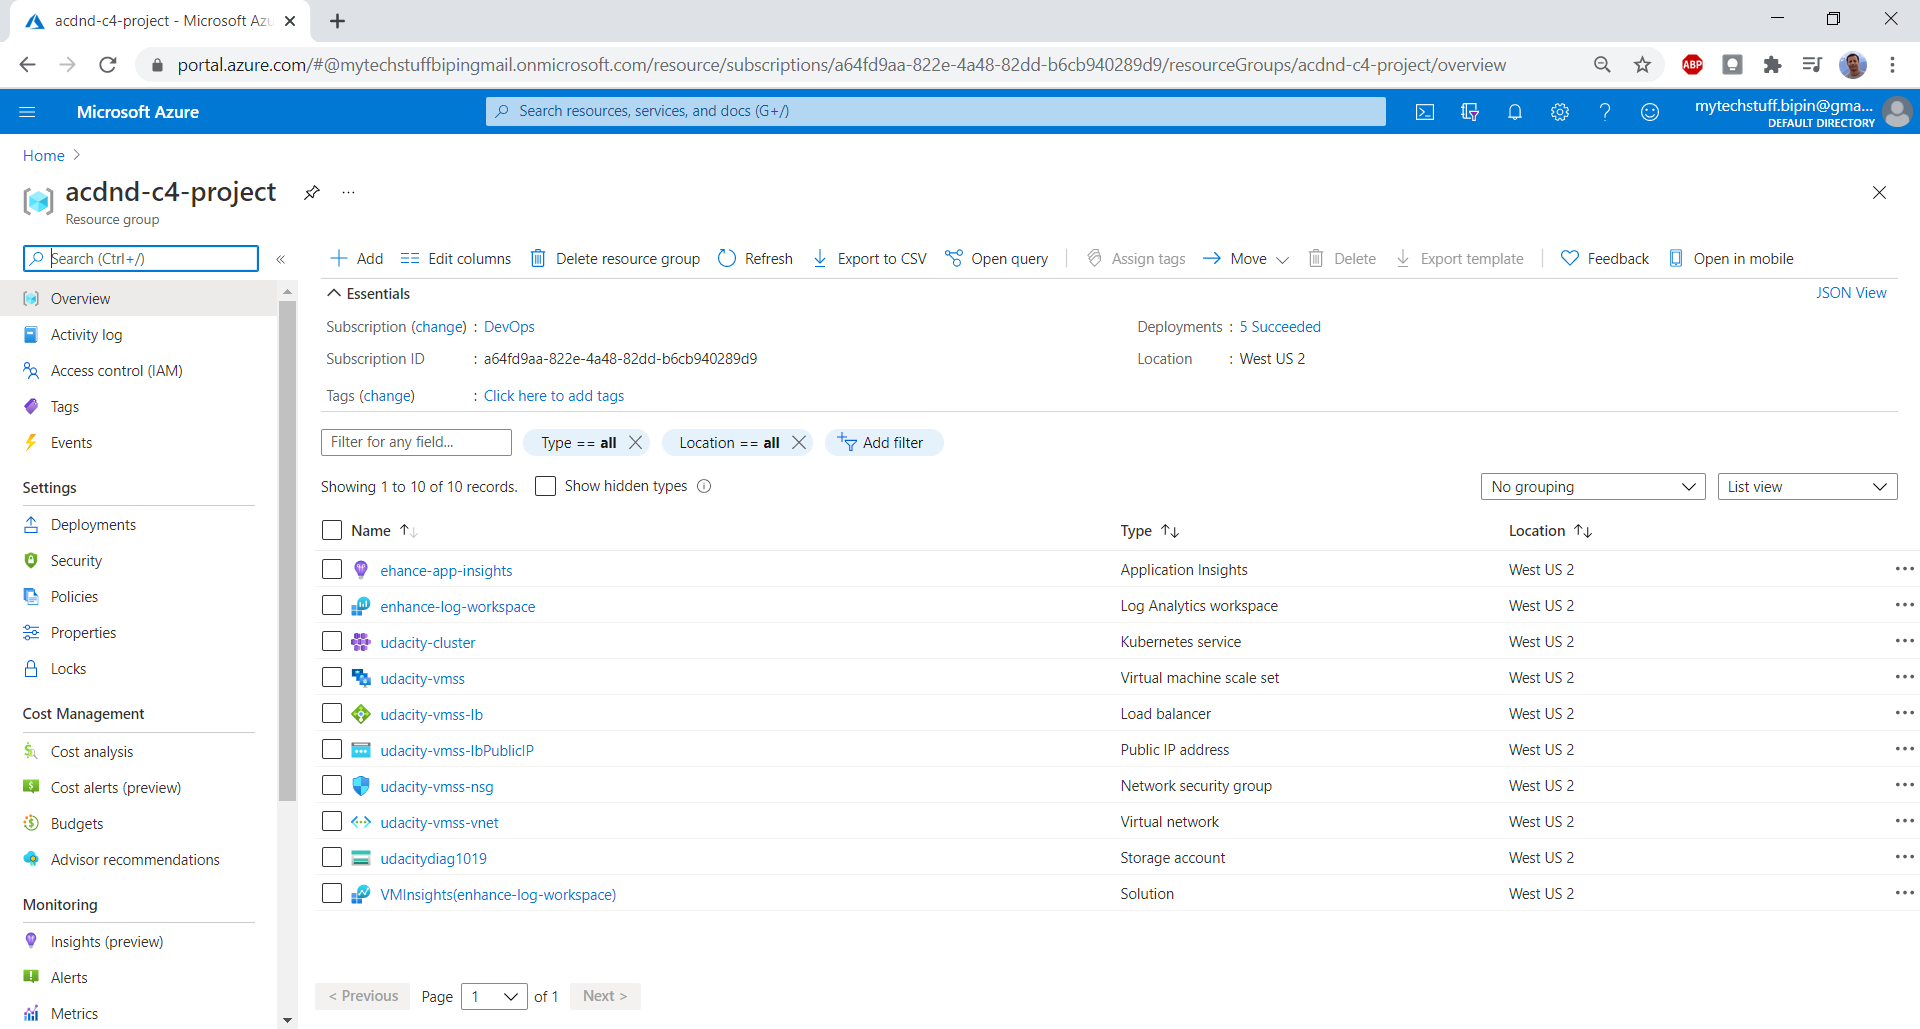 acdnd-c4-project - Microsoft Azu
portal.azure.com/#@mytechstuffbipingmail.onmicrosoft.com/resource/subscriptions/a64fd9aa-822e-4a48-82dd-b6cb940289d9/resourceGroups/acdnd-c4-project/overview
ABP
Microsoft Azure
Search resources, services, and docs (G+/)
mytechstuff.bipin@gma...
DEFAULT DIRECTORY
Home >
acdnd-c4-project
Resource group
Search (Ctrl+/)
«
Add
Edit columns
Delete resource group
Refresh
Export to CSV
Open query
Assign tags
Move
Delete
Export template
Feedback
Open in mobile
Overview
Activity log
Access control (IAM)
Tags
Events
Settings
Deployments
Security
Policies
Properties
Locks
Cost Management
Cost analysis
Cost alerts (preview)
Budgets
Advisor recommendations
Monitoring
Insights (preview)
Alerts
Metrics
Essentials
JSON View
Subscription (change) : DevOps
Deployments : 5 Succeeded
Subscription ID : a64fd9aa-822e-4a48-82dd-b6cb940289d9
Location : West US 2
Tags (change) : Click here to add tags
Filter for any field...
Type == all
Location == all
Add filter
Showing 1 to 10 of 10 records.
Show hidden types
No grouping
List view
Name Type Location
ehance-app-insights Application Insights West US 2
enhance-log-workspace Log Analytics workspace West US 2
udacity-cluster Kubernetes service West US 2
udacity-vmss Virtual machine scale set West US 2
udacity-vmss-lb Load balancer West US 2
udacity-vmss-lbPublicIP Public IP address West US 2
udacity-vmss-nsg Network security group West US 2
udacity-vmss-vnet Virtual network West US 2
udacitydiag1019 Storage account West US 2
VMInsights(enhance-log-workspace) Solution West US 2
< Previous Page 1 of 1 Next >